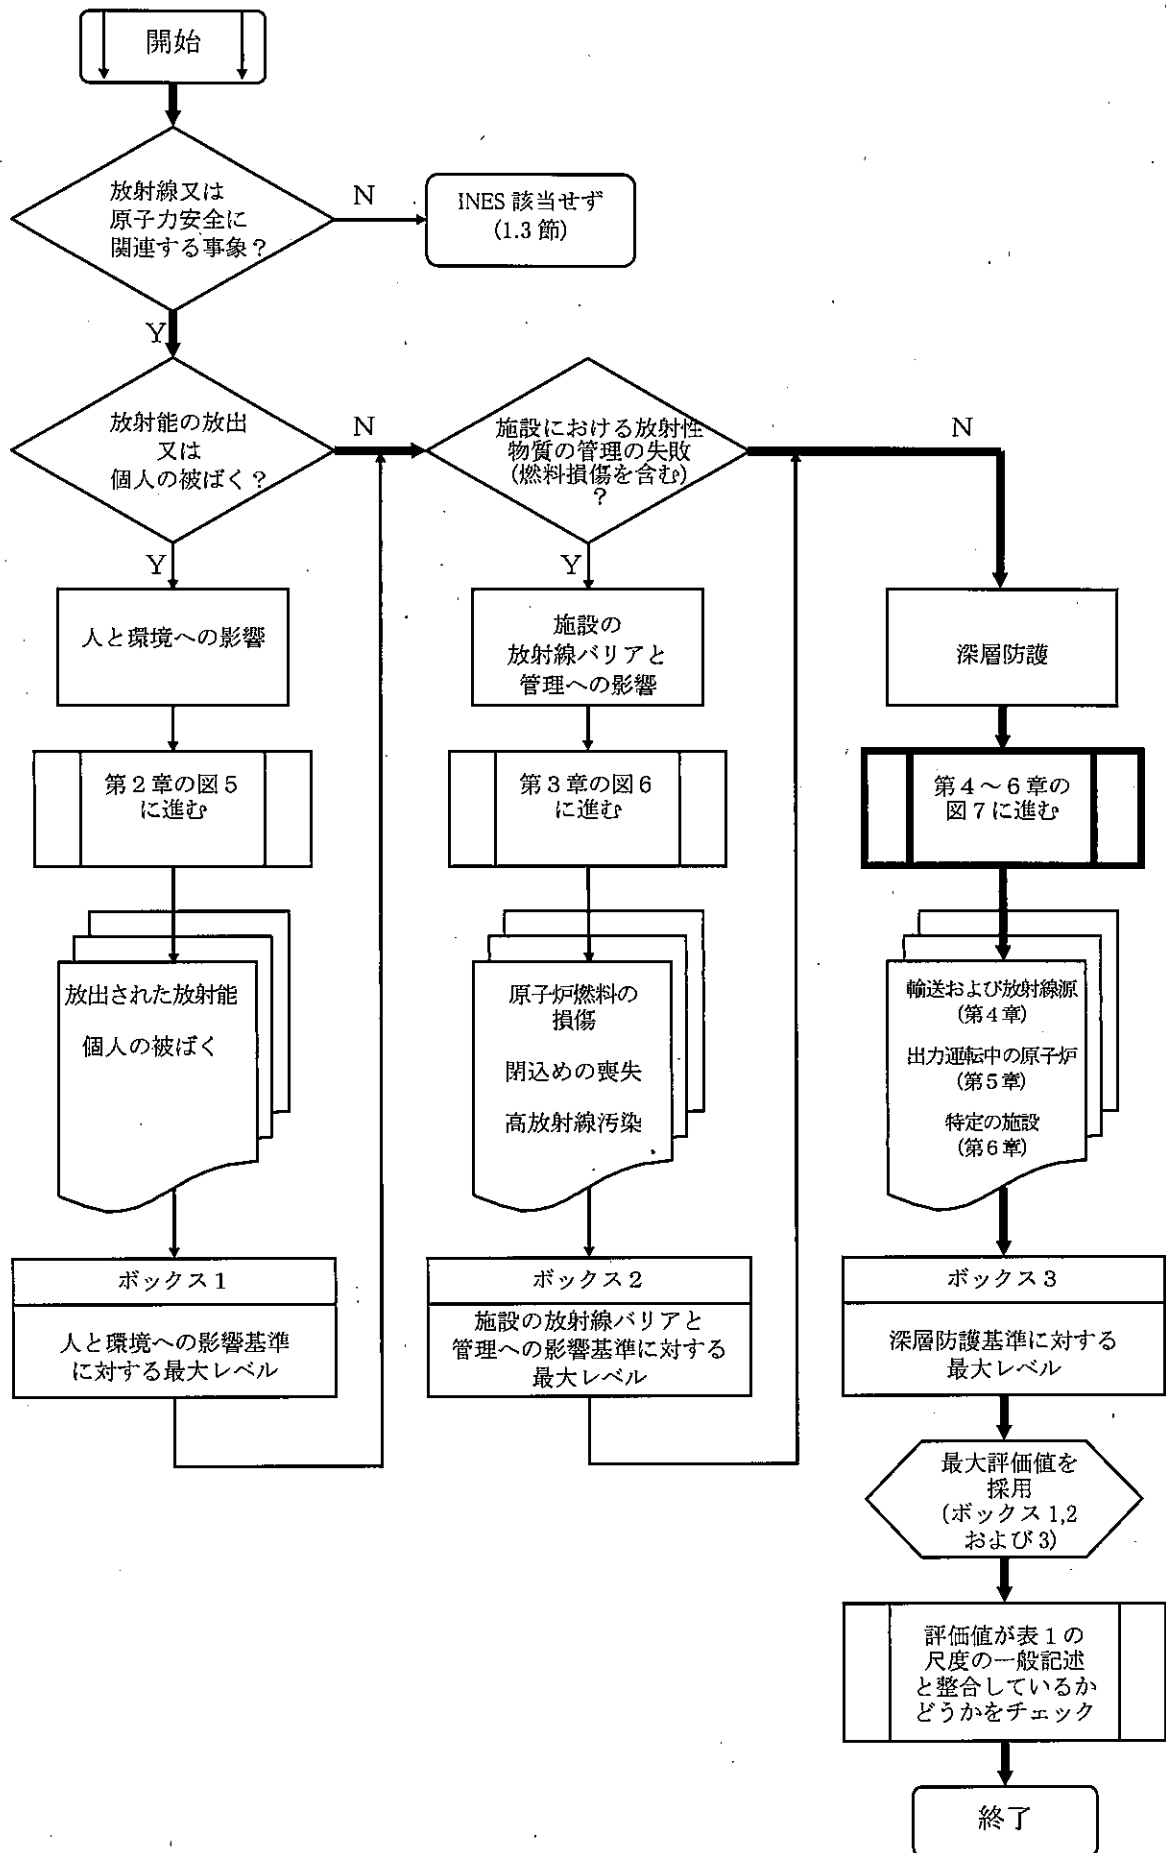 開始
放射線又は
原子力安全に
関連する事象？
N
INES 該当せず
(1.3 節)
Y
放射能の放出
又は
個人の被ばく？
N
施設における放射性
物質の管理の失敗
(燃料損傷を含む)
？
N
Y
Y
人と環境への影響
施設の
放射線バリアと
管理への影響
深層防護
第２章の図５
に進む
第３章の図６
に進む
第４～６章の
図７に進む
放出された放射能
個人の被ばく
原子炉燃料の
損傷
閉込めの喪失
高放射線汚染
輸送および放射線源
(第４章)
出力運転中の原子炉
(第５章)
特定の施設
(第６章)
ボックス１
人と環境への影響基準
に対する最大レベル
ボックス２
施設の放射線バリアと
管理への影響基準に対する
最大レベル
ボックス３
深層防護基準に対する
最大レベル
最大評価値を
採用
(ボックス 1,2
および 3)
評価値が表１の
尺度の一般記述
と整合しているか
どうかをチェック
終了